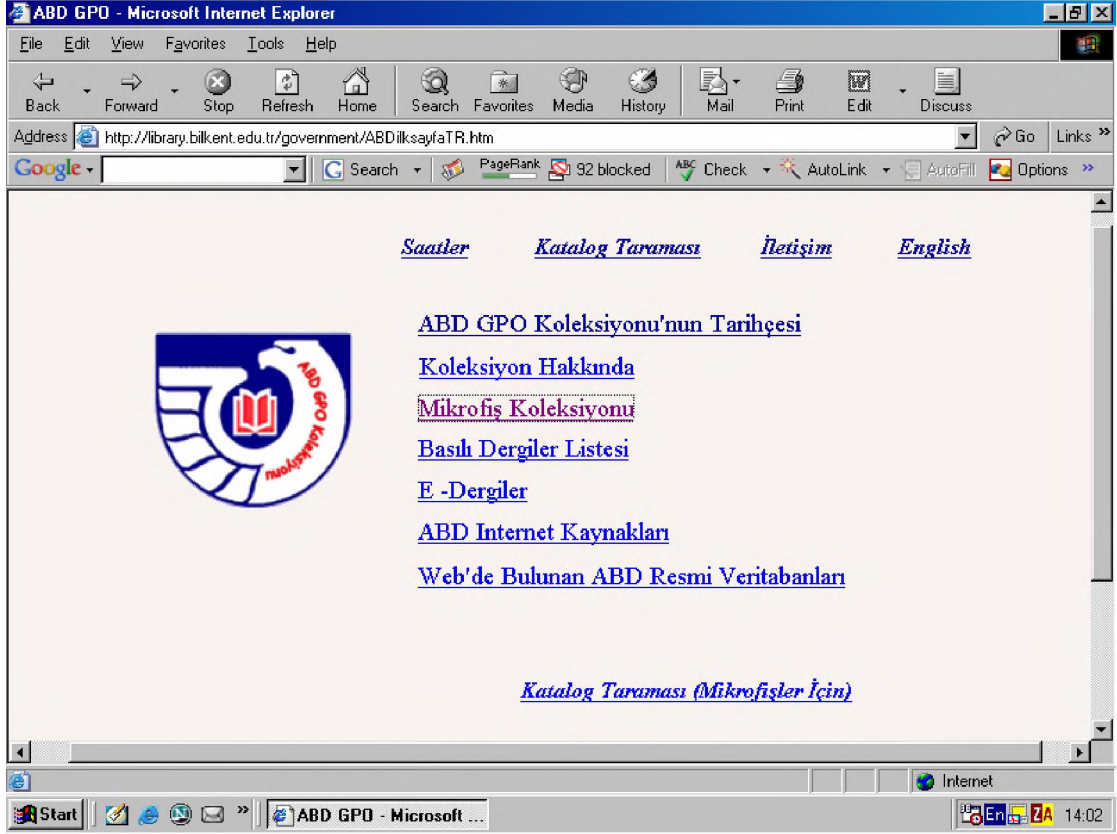 ABD GPO - Microsoft Internet Explorer
File Edit View Favorites Tools Help
Back Forward Stop Refresh Home Search Favorites Media History Mail Print Edit Discuss
Address http://library.bilkent.edu.tr/government/ABDilksayfaTR.htm Go Links »
Google Search PageRank 92 blocked ABC Check AutoLink AutoFill Options »
Saatler Katalog Taraması İletişim English
ABD GPO Koleksiyonu'nun Tarihçesi
Koleksiyon Hakkında
Mikrofiş Koleksiyonu
Basılı Dergiler Listesi
E -Dergiler
ABD Internet Kaynakları
Web'de Bulunan ABD Resmi Veritabanları
ABD GPO Koleksiyonu
Katalog Taraması (Mikrofişler İçin)
Internet
Start » ABD GPO - Microsoft ... En ZA 14:02